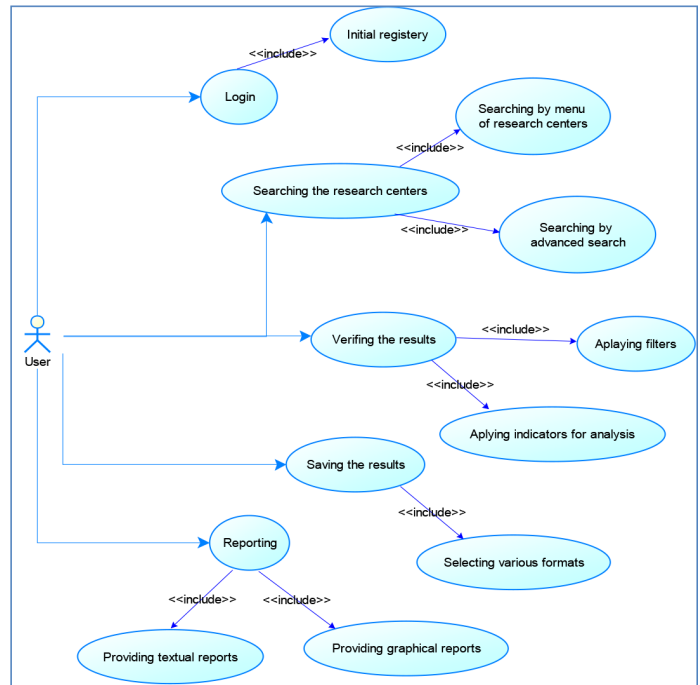 Initial registery
<<include>>
Login
Searching by menu
of research centers
<<include>>
Searching the research centers
<<include>>
Searching by
advanced search
User
Verifing the results
<<include>>
Aplaying filters
<<include>>
Aplying indicators for analysis
Saving the results
<<include>>
Selecting various formats
Reporting
<<include>>
<<include>>
Providing textual reports
Providing graphical reports